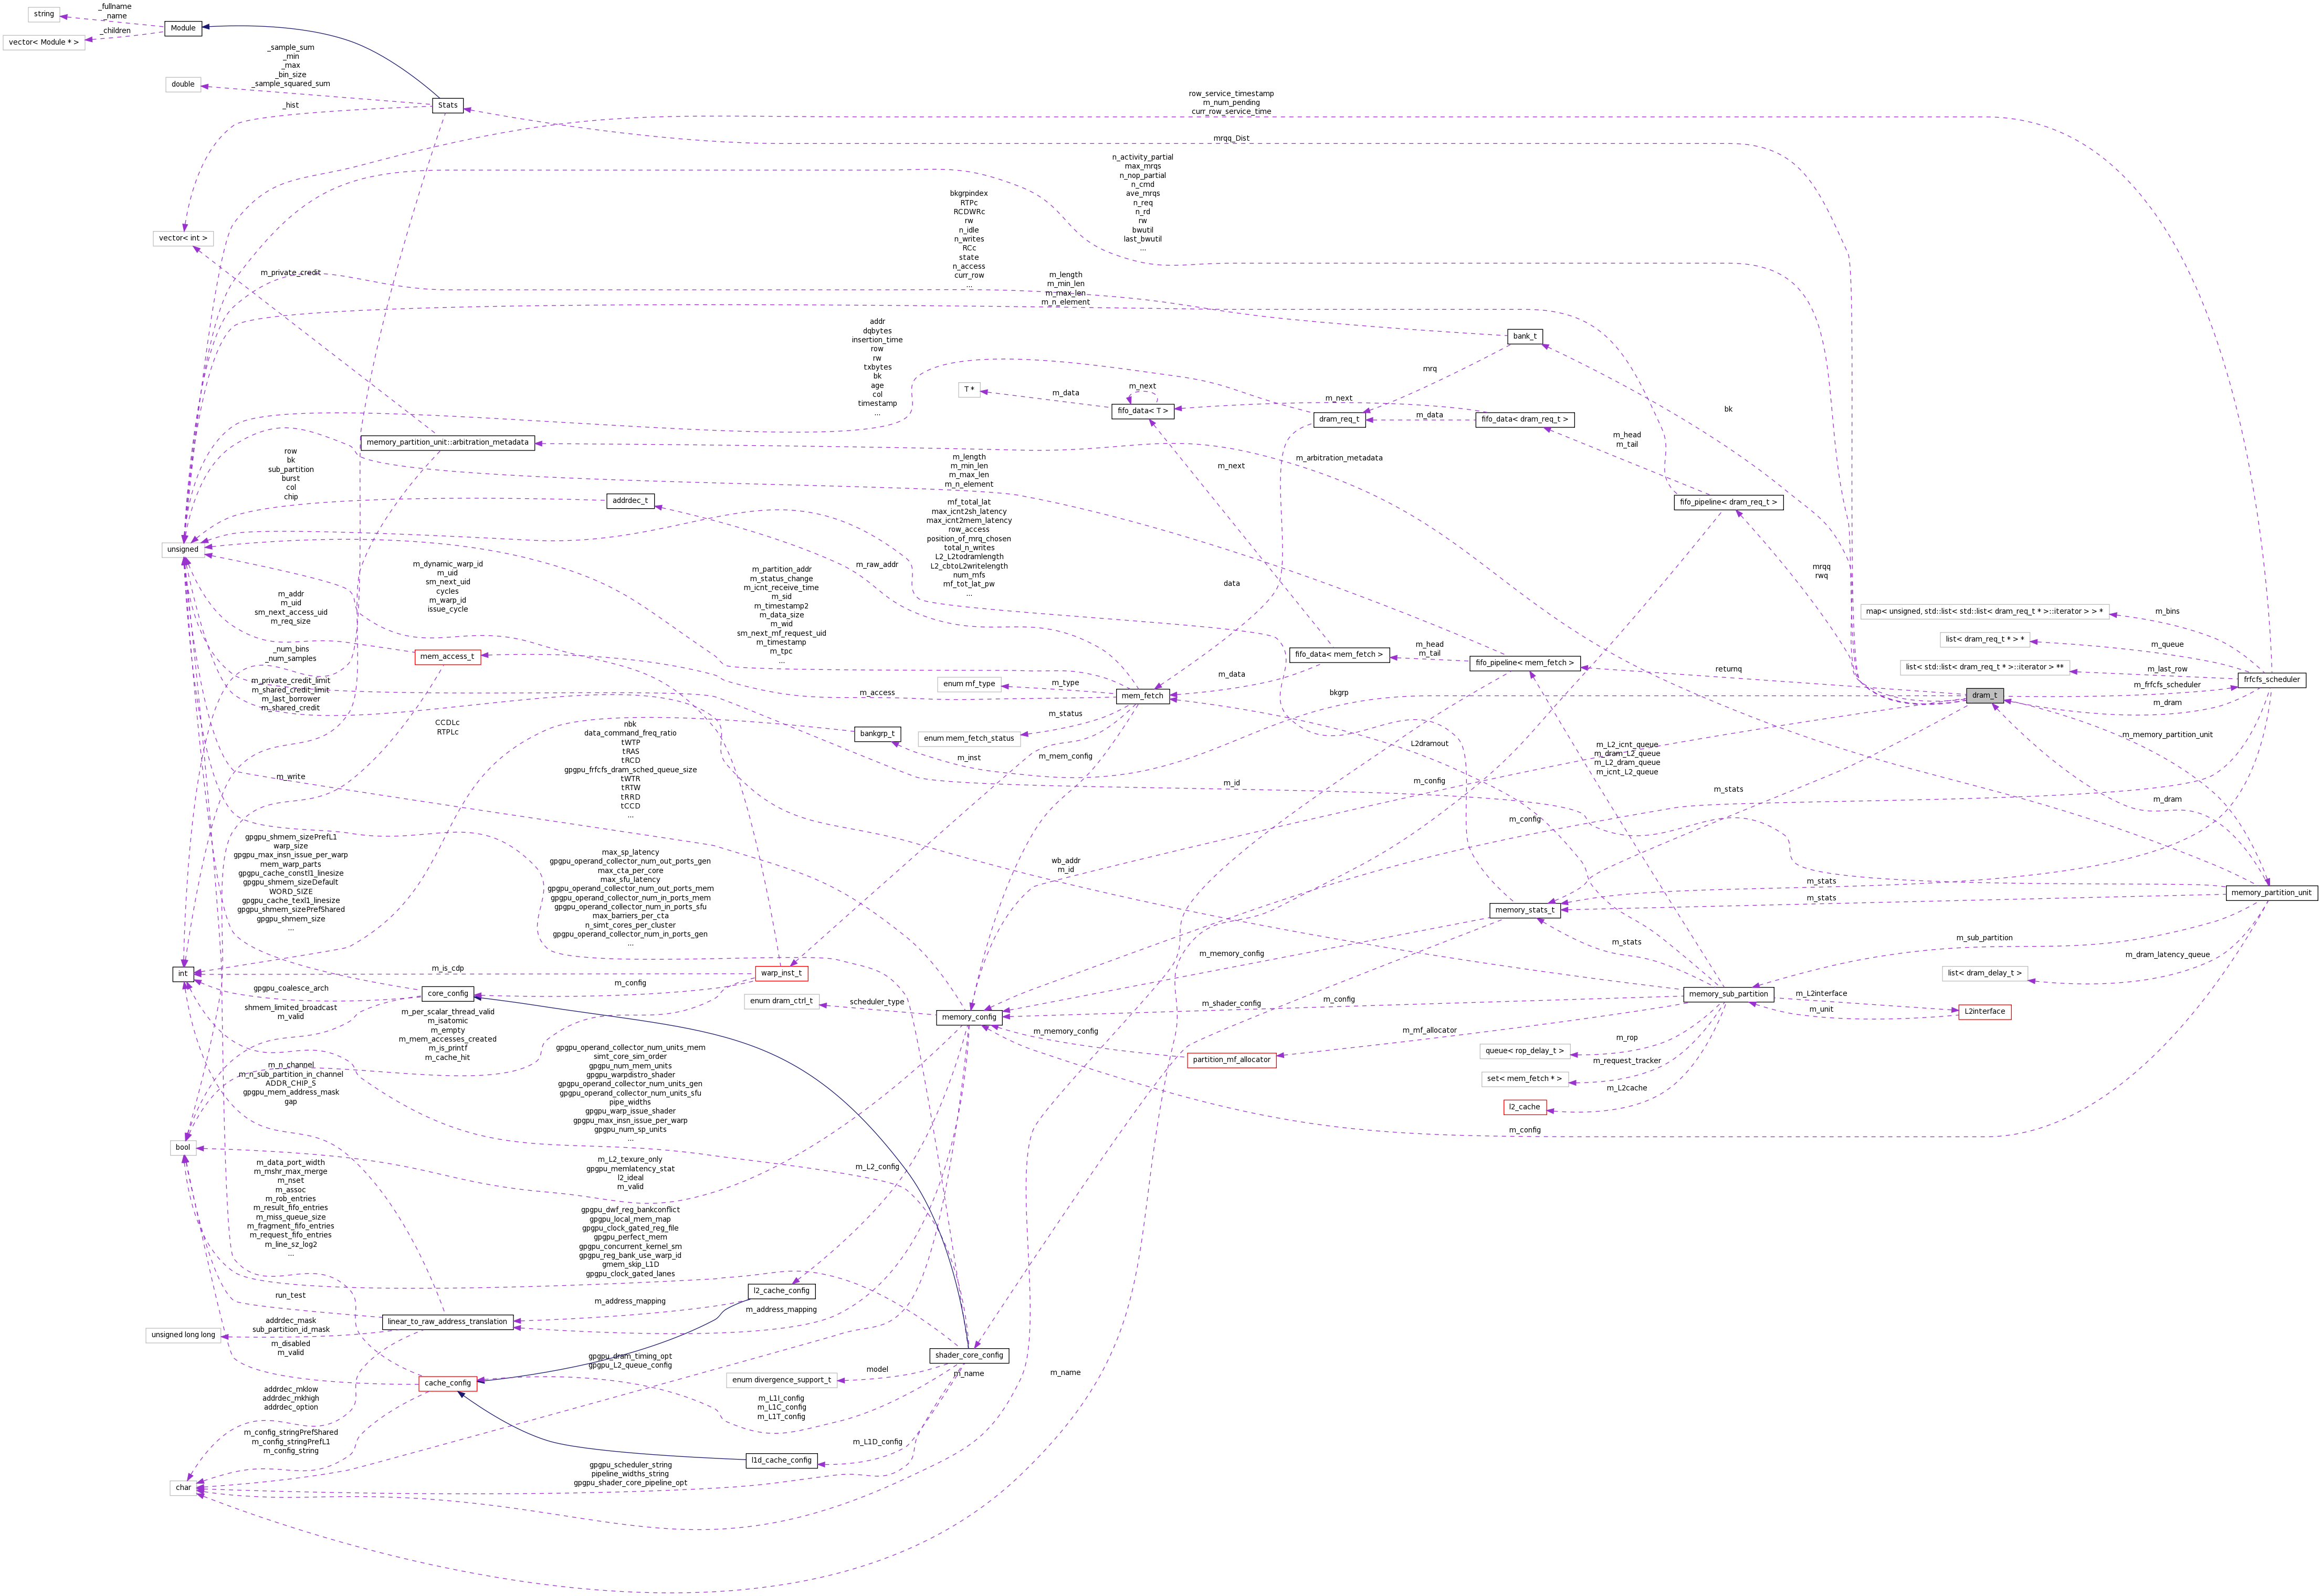 string
_fullname
_name
Module
_children
vector< Module * >
_sample_sum
_min
_max
_bin_size
_sample_squared_sum
double
Stats
_hist
row_service_timestamp
m_num_pending
curr_row_service_time
mrqq_Dist
n_activity_partial
max_mrqs
n_nop_partial
n_cmd
ave_mrqs
n_req
n_rd
rw
bwutil
last_bwutil
...
bkgrpindex
RTPc
RCDWRc
rw
n_idle
n_writes
RCc
state
n_access
curr_row
...
vector< int >
m_private_credit
m_length
m_min_len
m_max_len
m_n_element
bank_t
addr
dqbytes
insertion_time
row
rw
txbytes
bk
age
col
timestamp
...
mrq
T *
m_data
m_next
fifo_data< T >
m_next
dram_req_t
m_data
fifo_data< dram_req_t >
bk
memory_partition_unit::arbitration_metadata
m_head
m_tail
m_arbitration_metadata
row
bk
sub_partition
burst
col
chip
m_length
m_min_len
m_max_len
m_n_element
m_next
addrdec_t
fifo_pipeline< dram_req_t >
mf_total_lat
max_icnt2sh_latency
max_icnt2mem_latency
row_access
position_of_mrq_chosen
total_n_writes
L2_L2todramlength
L2_cbtoL2writelength
num_mfs
mf_tot_lat_pw
...
unsigned
m_raw_addr
data
mrqq
rwq
m_dynamic_warp_id
m_uid
sm_next_uid
cycles
m_warp_id
issue_cycle
m_partition_addr
m_status_change
m_icnt_receive_time
m_sid
m_timestamp2
m_data_size
m_wid
sm_next_mf_request_uid
m_timestamp
m_tpc
...
m_addr
m_uid
sm_next_access_uid
m_req_size
map< unsigned, std::list< std::list< dram_req_t * >::iterator > > *
m_bins
list< dram_req_t * > *
m_queue
list< std::list< dram_req_t * >::iterator > **
m_last_row
frfcfs_scheduler
_num_bins
_num_samples
mem_access_t
fifo_data< mem_fetch >
m_head
m_tail
fifo_pipeline< mem_fetch >
returnq
m_data
enum mf_type
m_type
mem_fetch
m_access
bkgrp
dram_t
m_frfcfs_scheduler
m_dram
m_private_credit_limit
m_shared_credit_limit
m_last_borrower
m_shared_credit
m_status
enum mem_fetch_status
CCDLc
RTPLc
bankgrp_t
m_memory_partition_unit
nbk
data_command_freq_ratio
tWTP
tRAS
tRCD
gpgpu_frfcfs_dram_sched_queue_size
tWTR
tRTW
tRRD
tCCD
...
m_inst
m_mem_config
L2dramout
m_L2_icnt_queue
m_dram_L2_queue
m_L2_dram_queue
m_icnt_L2_queue
m_write
m_id
m_config
m_stats
m_dram
m_config
gpgpu_shmem_sizePrefL1
warp_size
gpgpu_max_insn_issue_per_warp
mem_warp_parts
gpgpu_cache_constl1_linesize
gpgpu_shmem_sizeDefault
WORD_SIZE
gpgpu_cache_texl1_linesize
gpgpu_shmem_sizePrefShared
gpgpu_shmem_size
...
max_sp_latency
gpgpu_operand_collector_num_out_ports_gen
max_cta_per_core
max_sfu_latency
gpgpu_operand_collector_num_out_ports_mem
gpgpu_operand_collector_num_in_ports_mem
gpgpu_operand_collector_num_in_ports_sfu
max_barriers_per_cta
n_simt_cores_per_cluster
gpgpu_operand_collector_num_in_ports_gen
...
wb_addr
m_id
m_stats
memory_partition_unit
m_stats
memory_stats_t
m_stats
m_sub_partition
m_memory_config
m_dram_latency_queue
int
m_is_cdp
warp_inst_t
list< dram_delay_t >
m_config
gpgpu_coalesce_arch
core_config
enum dram_ctrl_t
scheduler_type
m_shader_config
m_config
memory_sub_partition
m_L2interface
shmem_limited_broadcast
m_valid
m_unit
L2interface
memory_config
m_per_scalar_thread_valid
m_isatomic
m_empty
m_mem_accesses_created
m_is_printf
m_cache_hit
m_memory_config
m_mf_allocator
m_rop
queue< rop_delay_t >
partition_mf_allocator
m_request_tracker
set< mem_fetch * >
m_n_channel
m_n_sub_partition_in_channel
ADDR_CHIP_S
gpgpu_mem_address_mask
gap
gpgpu_operand_collector_num_units_mem
simt_core_sim_order
gpgpu_num_mem_units
gpgpu_warpdistro_shader
gpgpu_operand_collector_num_units_gen
gpgpu_operand_collector_num_units_sfu
pipe_widths
gpgpu_warp_issue_shader
gpgpu_max_insn_issue_per_warp
gpgpu_num_sp_units
...
m_L2cache
l2_cache
m_config
bool
m_data_port_width
m_mshr_max_merge
m_nset
m_assoc
m_rob_entries
m_result_fifo_entries
m_miss_queue_size
m_fragment_fifo_entries
m_request_fifo_entries
m_line_sz_log2
...
m_L2_texure_only
gpgpu_memlatency_stat
l2_ideal
m_valid
m_L2_config
gpgpu_dwf_reg_bankconflict
gpgpu_local_mem_map
gpgpu_clock_gated_reg_file
gpgpu_perfect_mem
gpgpu_concurrent_kernel_sm
gpgpu_reg_bank_use_warp_id
gmem_skip_L1D
gpgpu_clock_gated_lanes
run_test
l2_cache_config
m_address_mapping
m_address_mapping
linear_to_raw_address_translation
addrdec_mask
sub_partition_id_mask
unsigned long long
m_disabled
m_valid
gpgpu_dram_timing_opt
gpgpu_L2_queue_config
shader_core_config
model
m_name
m_name
enum divergence_support_t
cache_config
addrdec_mklow
addrdec_mkhigh
addrdec_option
m_L1I_config
m_L1C_config
m_L1T_config
m_config_stringPrefShared
m_config_stringPrefL1
m_config_string
m_L1D_config
l1d_cache_config
gpgpu_scheduler_string
pipeline_widths_string
gpgpu_shader_core_pipeline_opt
char